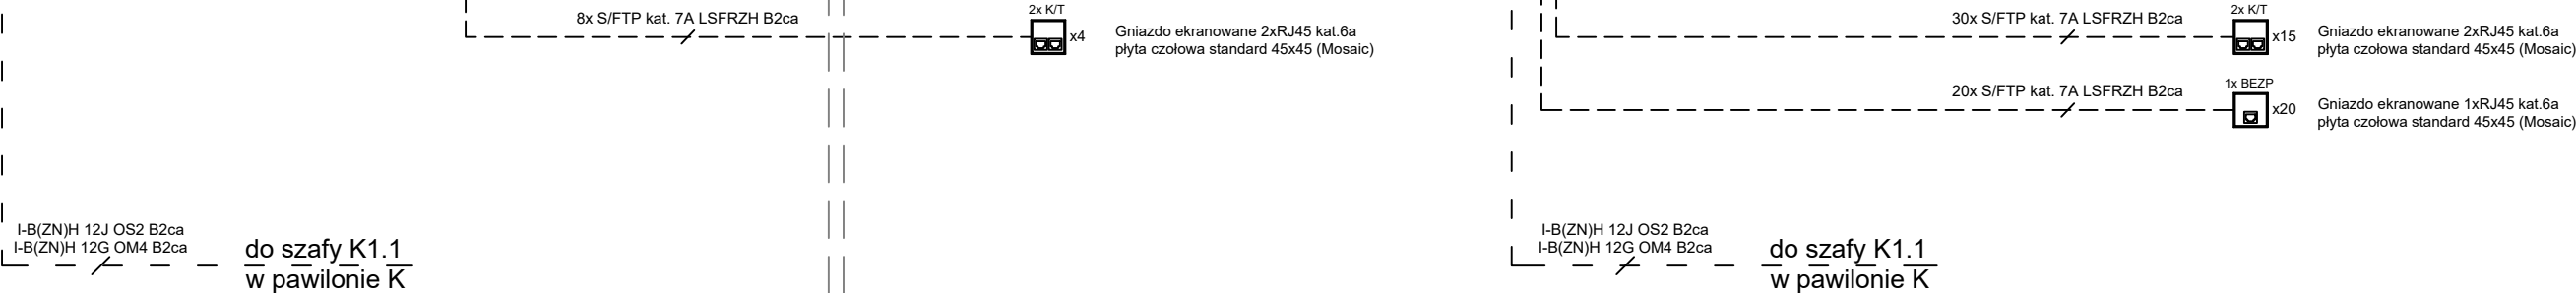 8x S/FTP kat. 7A LSFRZH B2ca
2x K/T
x4
Gniazdo ekranowane 2xRJ45 kat.6a
płyta czołowa standard 45x45 (Mosaic)
30x S/FTP kat. 7A LSFRZH B2ca
2x K/T
x15
Gniazdo ekranowane 2xRJ45 kat.6a
płyta czołowa standard 45x45 (Mosaic)
20x S/FTP kat. 7A LSFRZH B2ca
1x BEZP
x20
Gniazdo ekranowane 1xRJ45 kat.6a
płyta czołowa standard 45x45 (Mosaic)
I-B(ZN)H 12J OS2 B2ca
I-B(ZN)H 12G OM4 B2ca
do szafy K1.1
w pawilonie K
I-B(ZN)H 12J OS2 B2ca
I-B(ZN)H 12G OM4 B2ca
do szafy K1.1
w pawilonie K